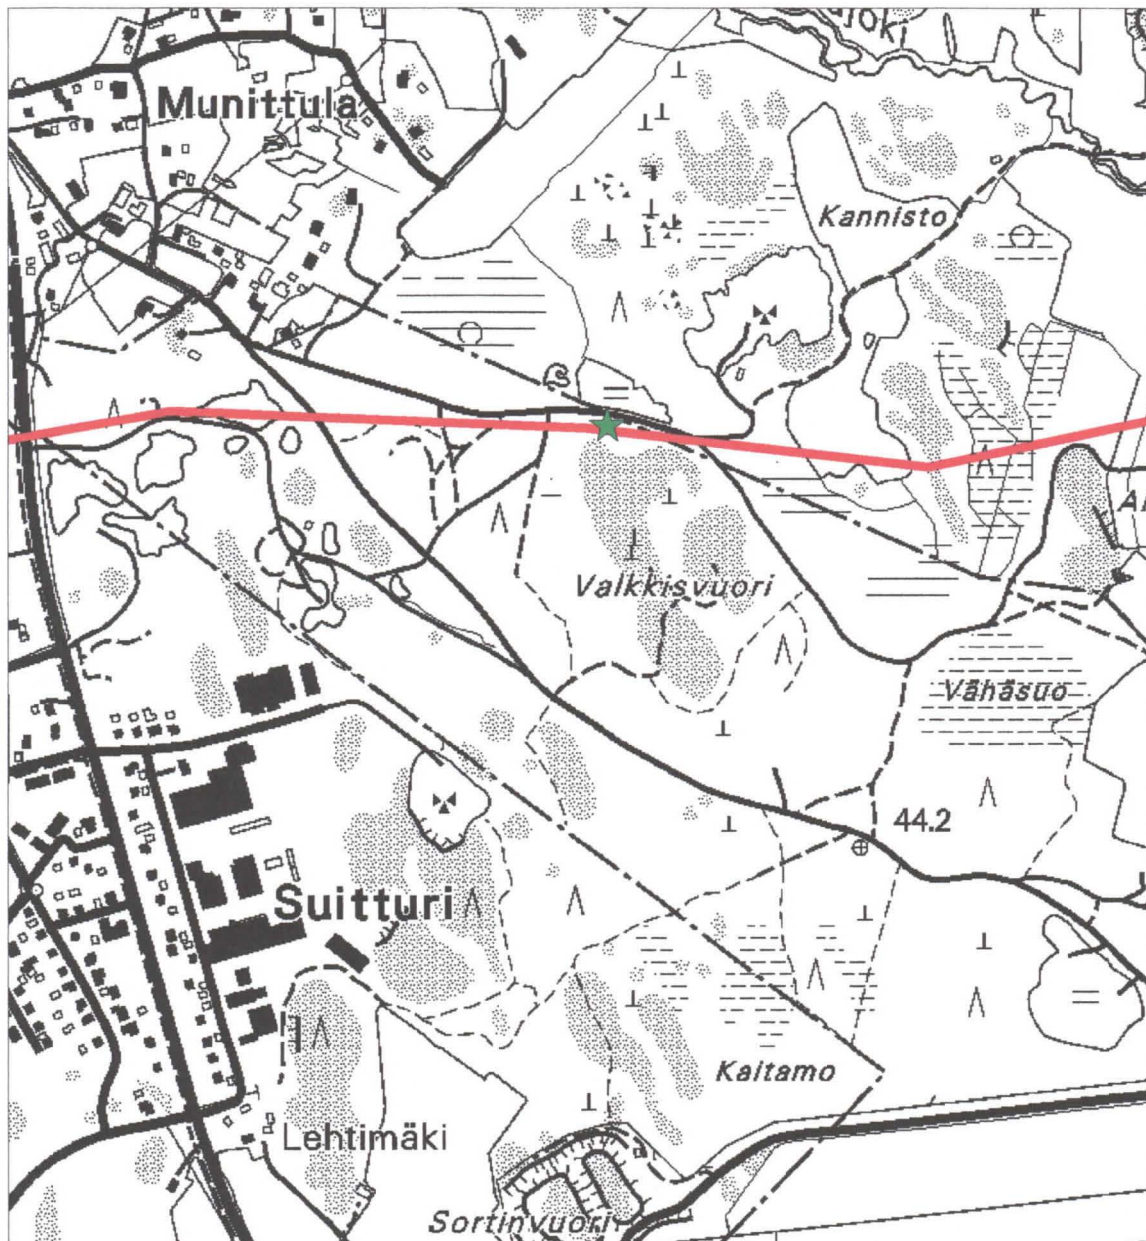 Munittula
Kannisto
Valkkisvuori
Vähäsuo
44.2
Suitturi
Kaitamo
Lehtimäki
Sortinvuori